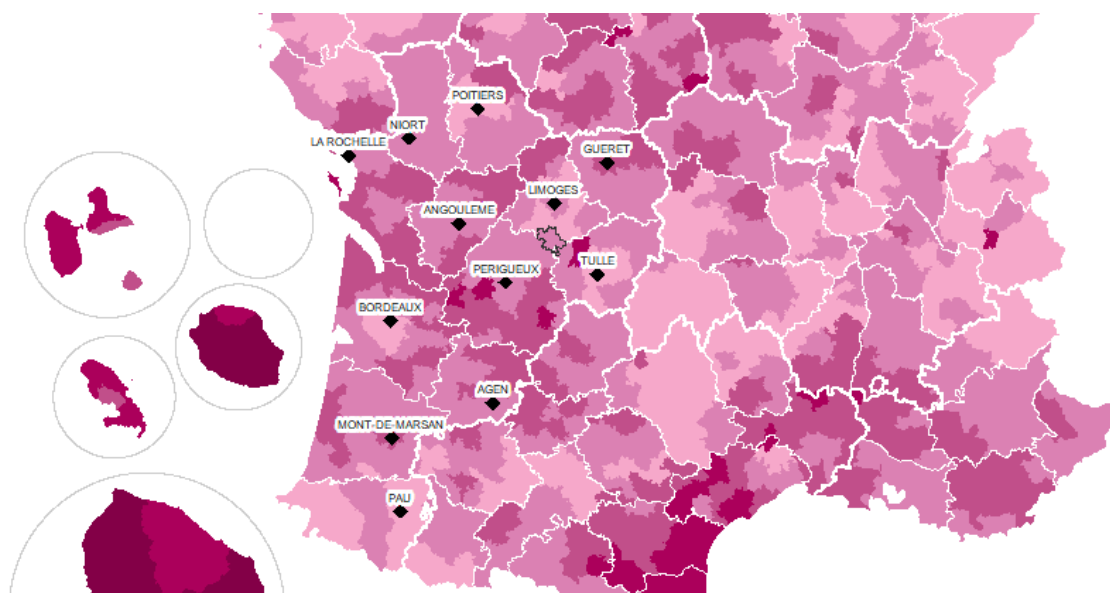 POITIERS
NIORT
LA ROCHELLE
GUERET
LIMOGES
ANGOULEME
TULLE
PERIGUEUX
BORDEAUX
AGEN
MONT-DE-MARSAN
PAU